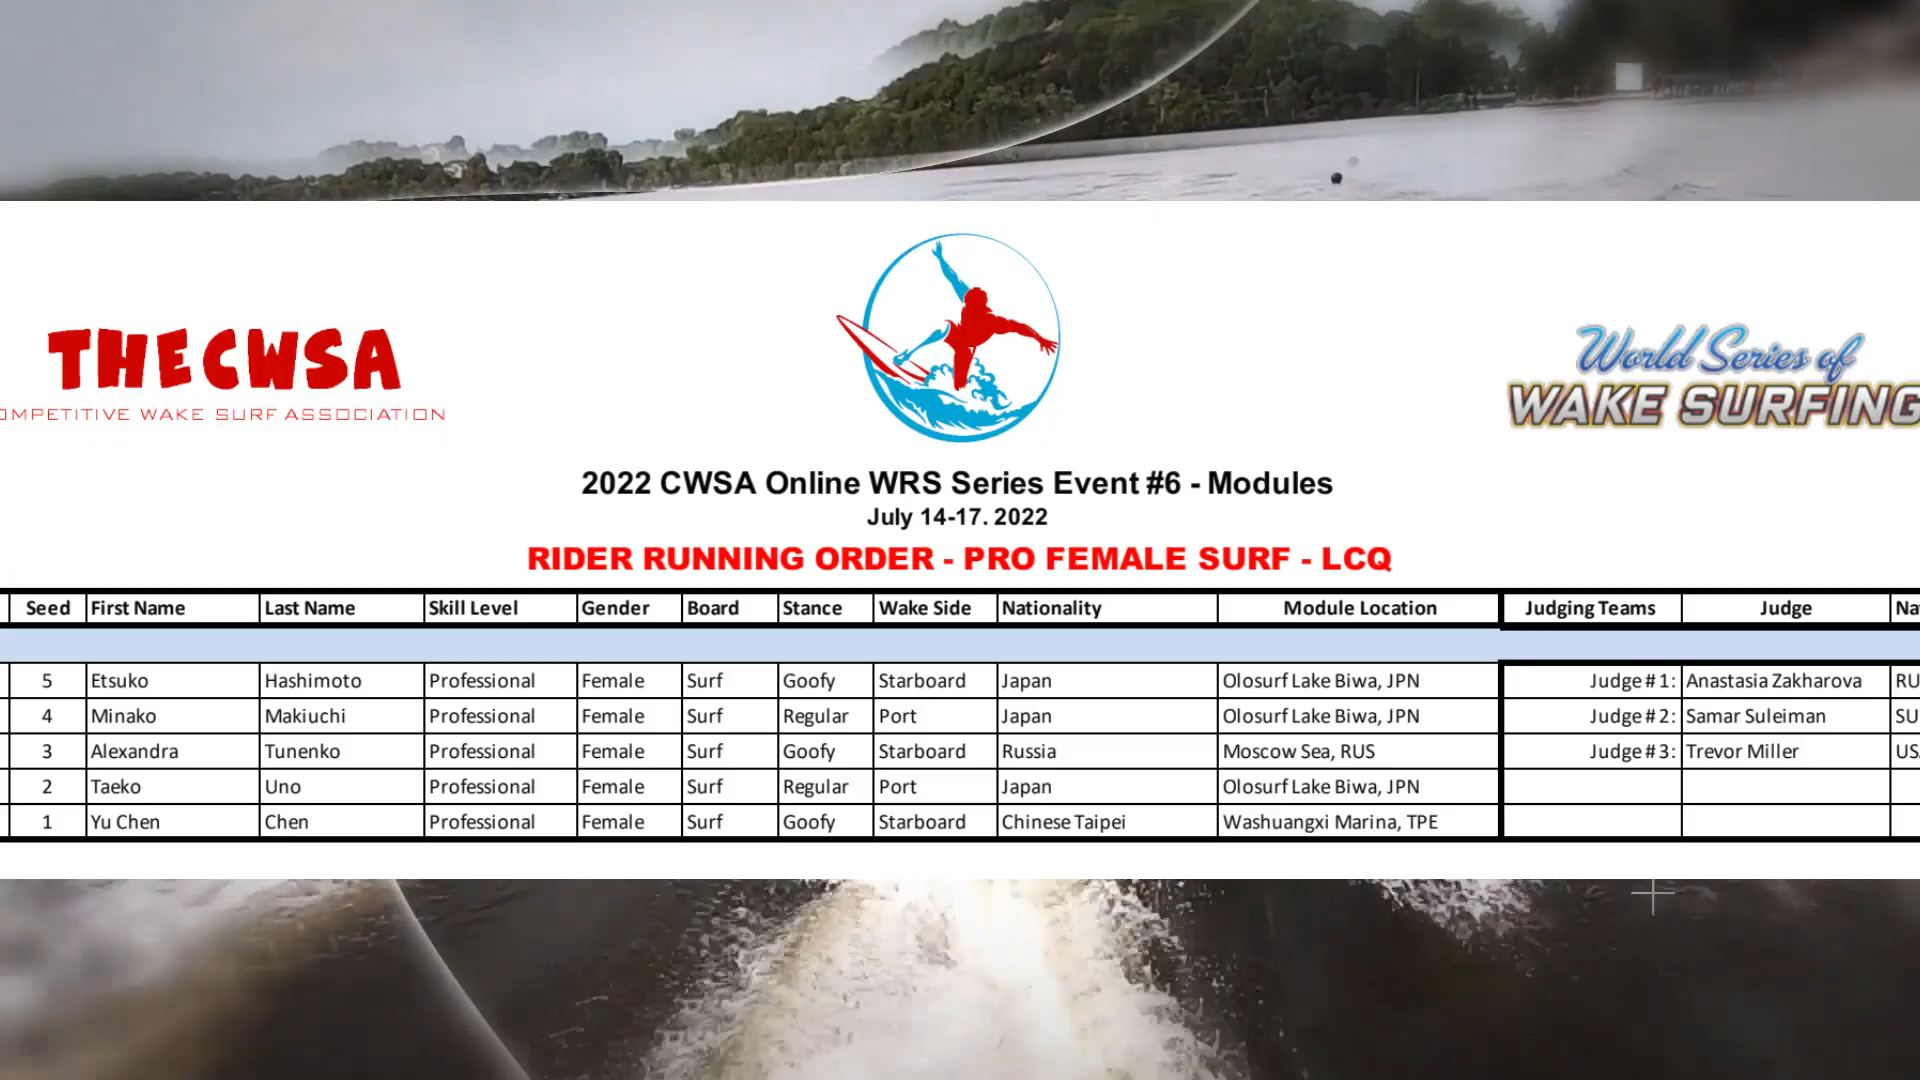 THECWSA
OMPETITIVE WAKE SURF ASSOCIATION
World Series of
WAKE SURFING
2022 CWSA Online WRS Series Event #6 - Modules
July 14-17. 2022
RIDER RUNNING ORDER - PRO FEMALE SURF - LCQ
Seed First Name Last Name Skill Level Gender Board Stance Wake Side Nationality Module Location Judging Teams Judge Na
5 Etsuko Hashimoto Professional Female Surf Goofy Starboard Japan Olosurf Lake Biwa, JPN Judge # 1: Anastasia Zakharova RU
4 Minako Makiuchi Professional Female Surf Regular Port Japan Olosurf Lake Biwa, JPN Judge # 2: Samar Suleiman SU
3 Alexandra Tunenko Professional Female Surf Goofy Starboard Russia Moscow Sea, RUS Judge # 3: Trevor Miller US
2 Taeko Uno Professional Female Surf Regular Port Japan Olosurf Lake Biwa, JPN
1 Yu Chen Chen Professional Female Surf Goofy Starboard Chinese Taipei Washuangxi Marina, TPE